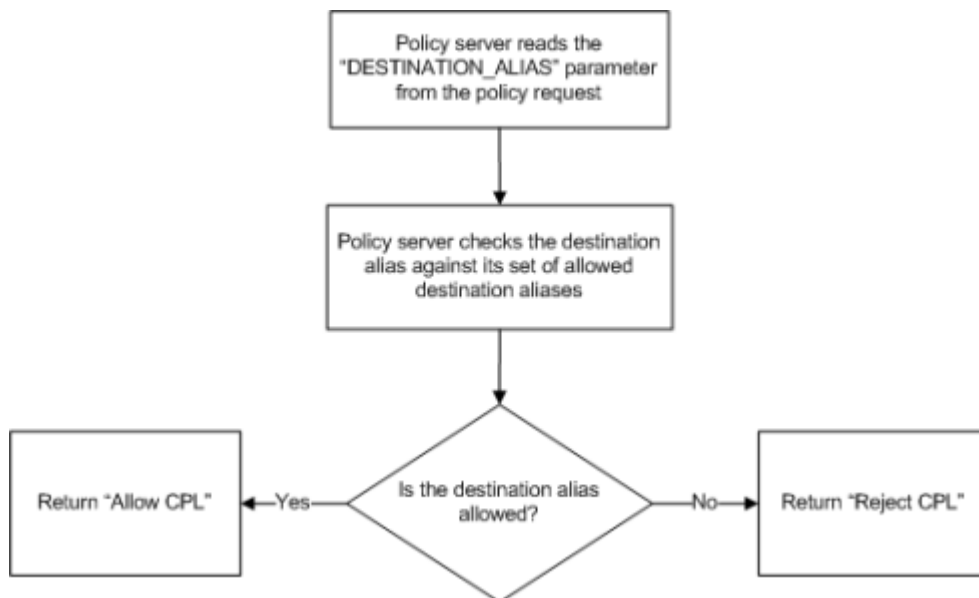 Policy server reads the
“DESTINATION_ALIAS” parameter
from the policy request
Policy server checks the destination
alias against its set of allowed
destination aliases
Is the destination alias
allowed?
Yes
No
Return “Allow CPL”
Return “Reject CPL”